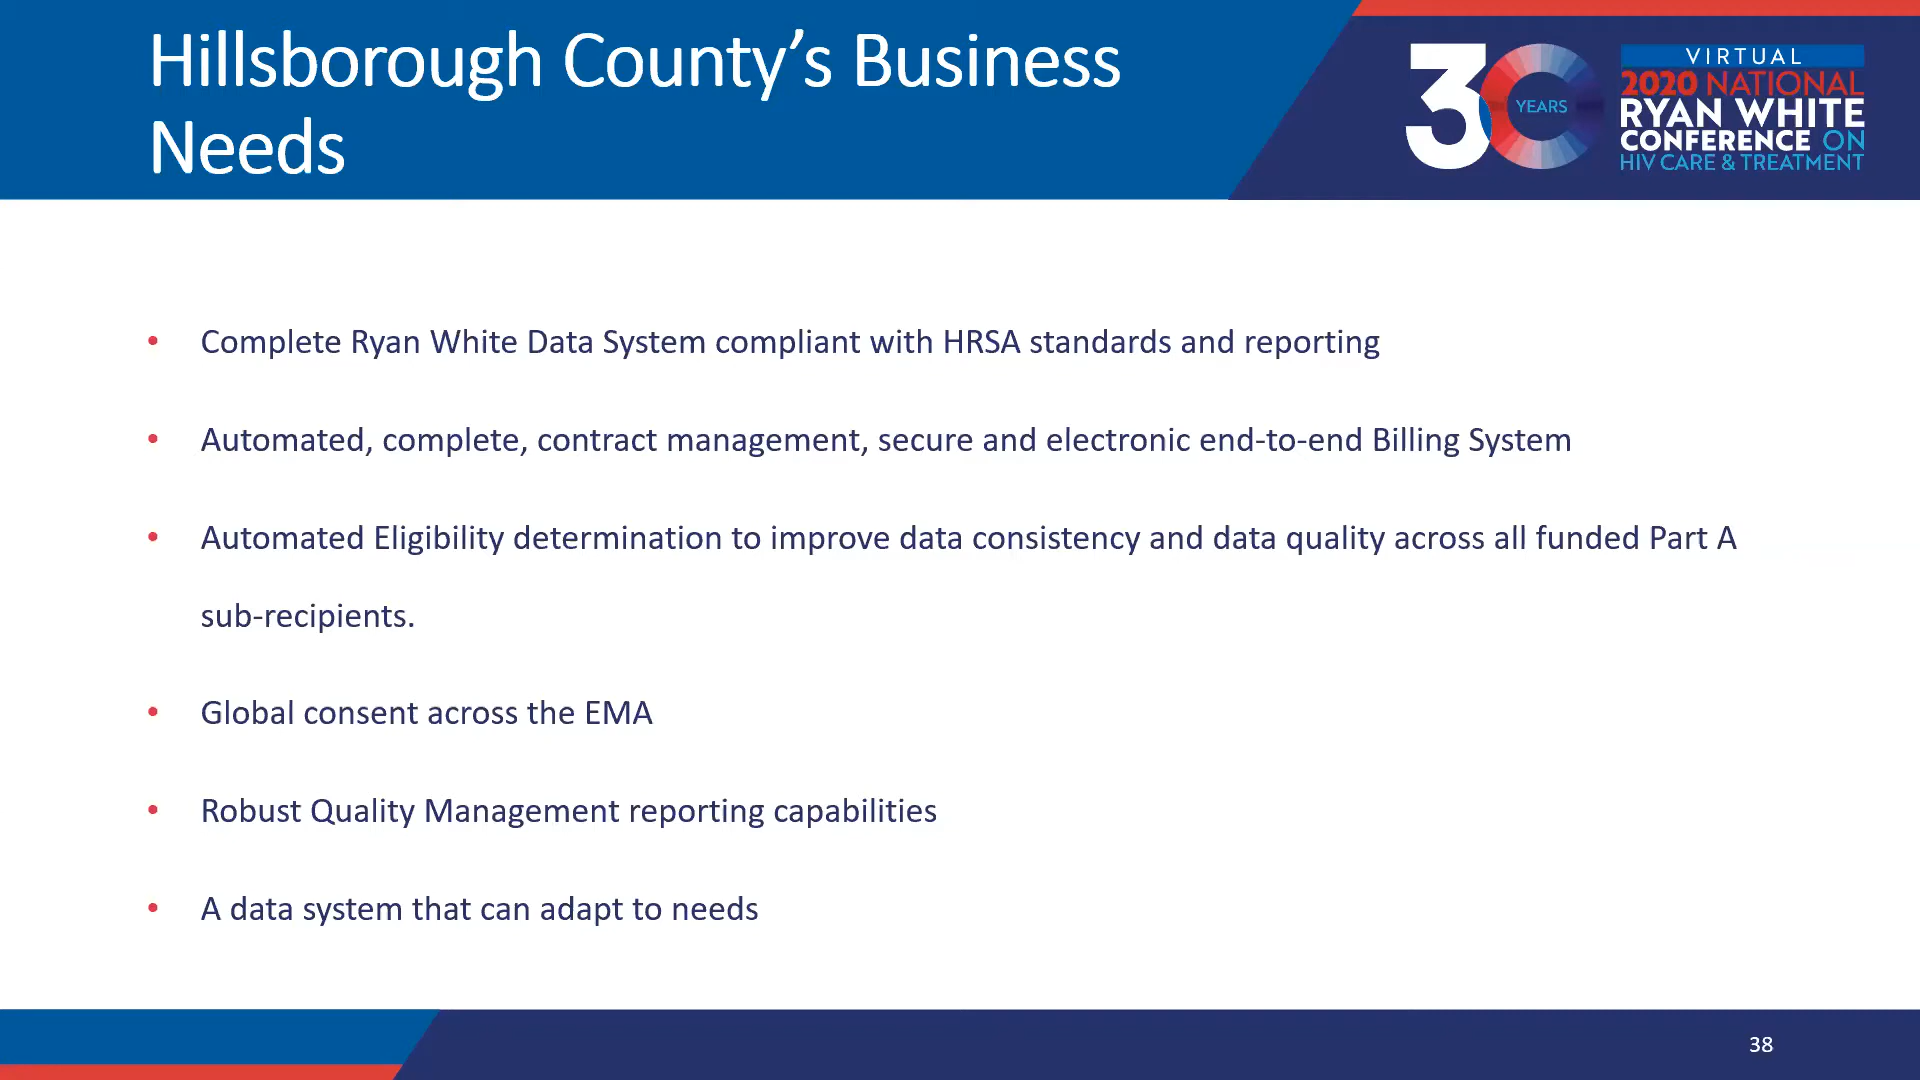 Hillsborough County’s Business
Needs
30
YEARS
VIRTUAL
2020 NATIONAL
RYAN WHITE
CONFERENCE ON
HIV CARE & TREATMENT
• Complete Ryan White Data System compliant with HRSA standards and reporting
• Automated, complete, contract management, secure and electronic end-to-end Billing System
• Automated Eligibility determination to improve data consistency and data quality across all funded Part A
sub-recipients.
• Global consent across the EMA
• Robust Quality Management reporting capabilities
• A data system that can adapt to needs
38